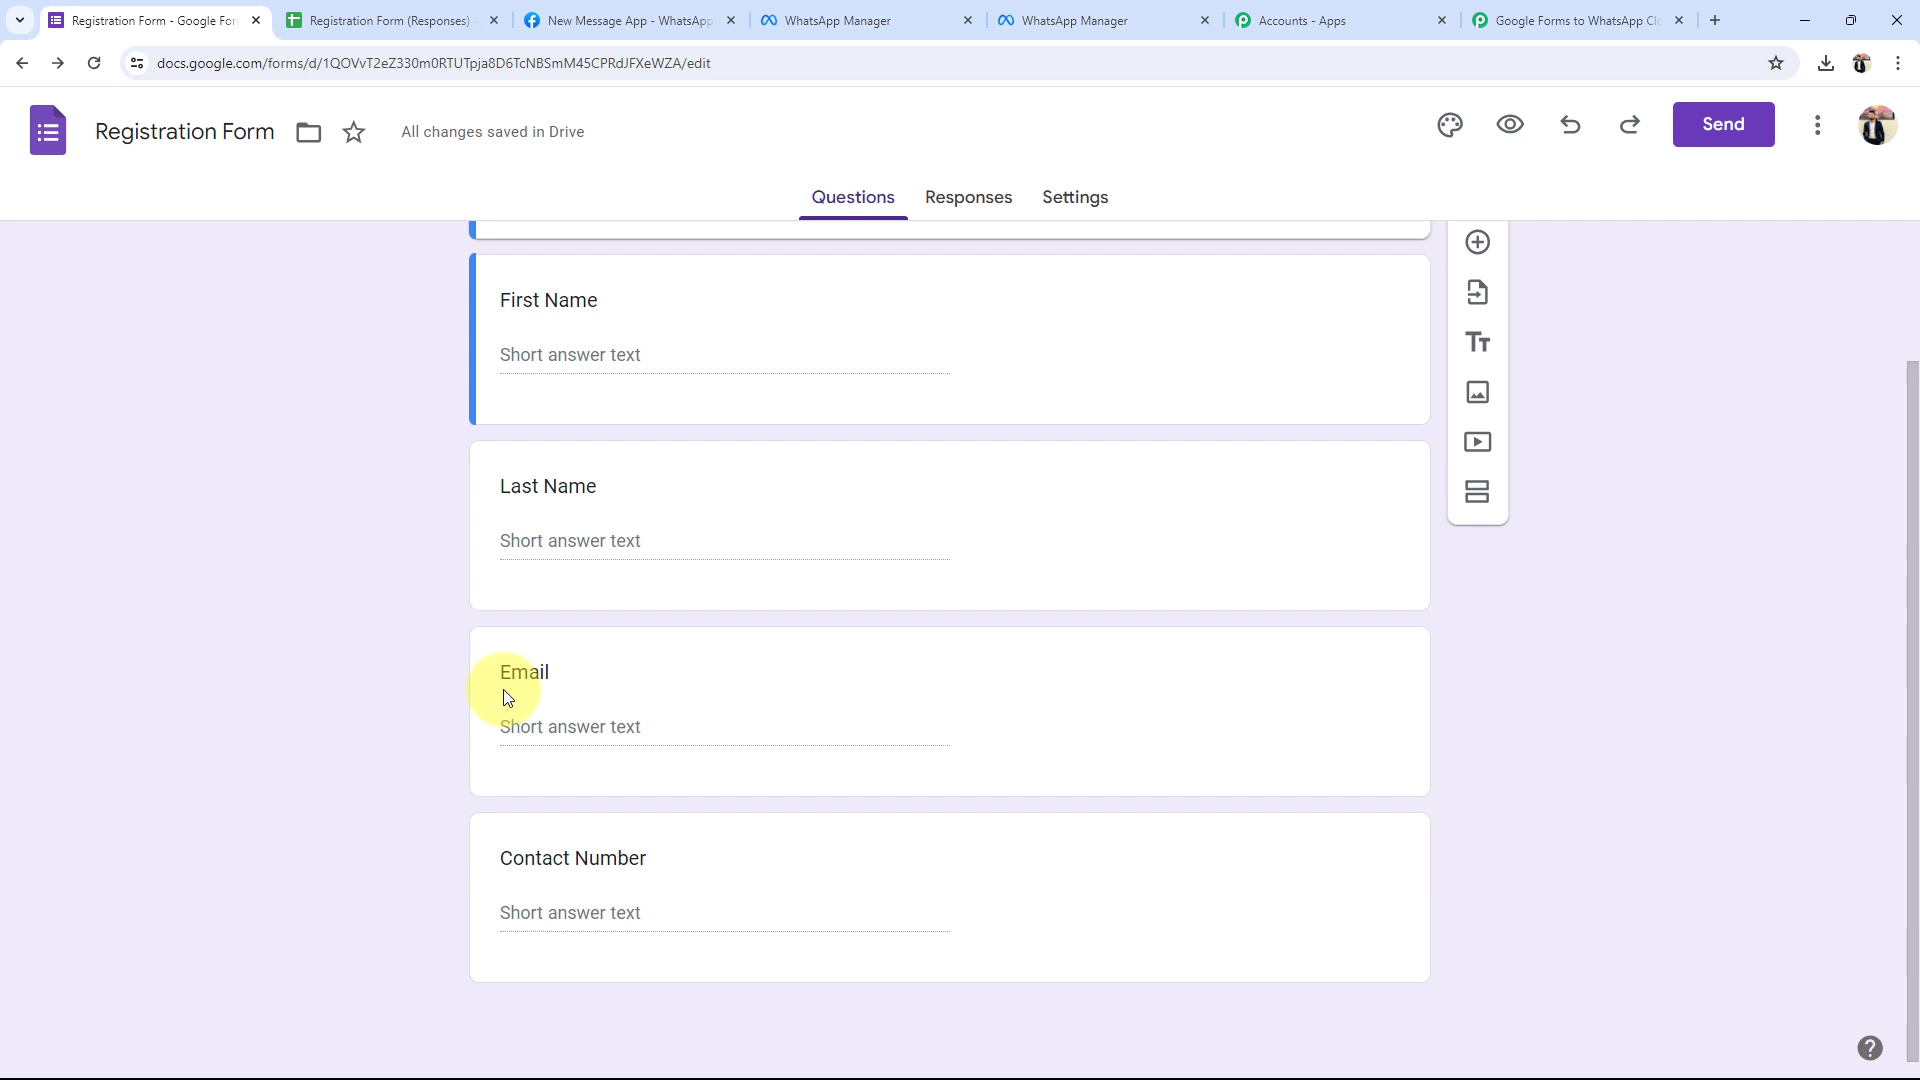 Registration Form - Google For
Registration Form (Responses) -
New Message App - WhatsApp
WhatsApp Manager
WhatsApp Manager
Accounts - Apps
Google Forms to WhatsApp Clo
docs.google.com/forms/d/1QOVvT2eZ330m0RTUTpja8D6TcNBSmM45CPRdJFXeWZA/edit
Registration Form
All changes saved in Drive
Send
Questions
Responses
Settings
First Name
Short answer text
Last Name
Short answer text
Email
Short answer text
Contact Number
Short answer text